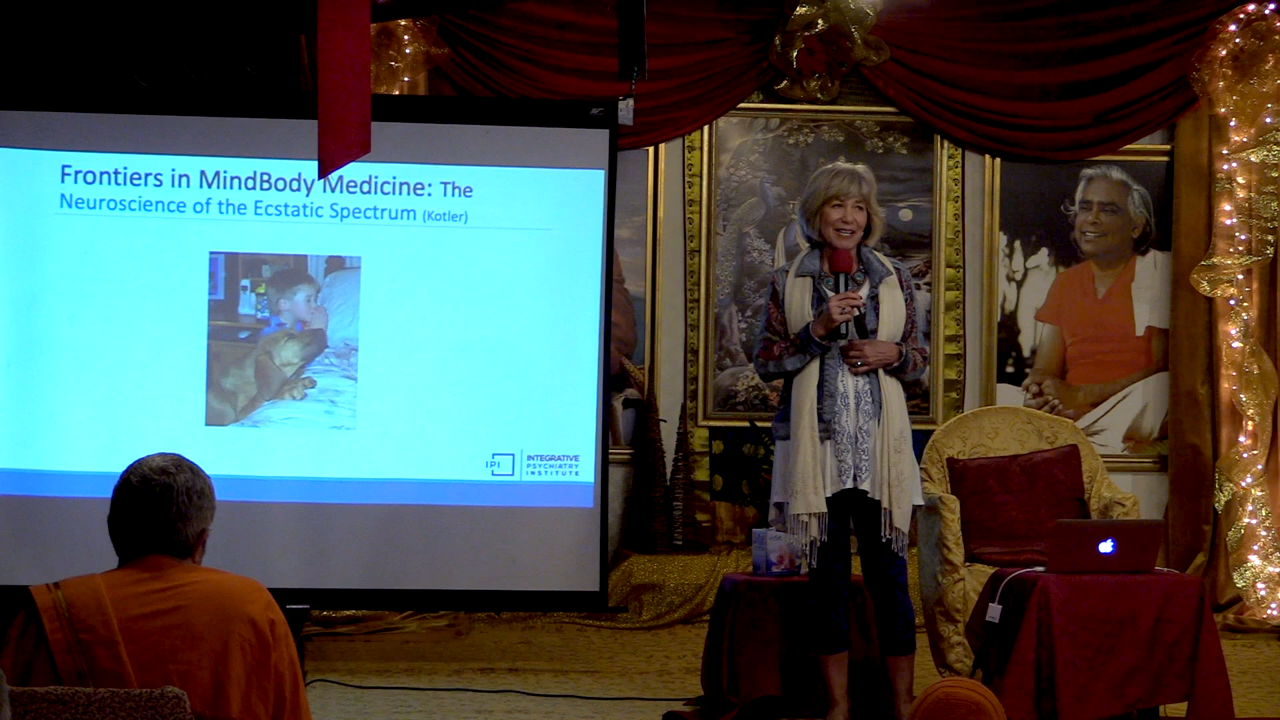 Frontiers in MindBody Medicine: The
Neuroscience of the Ecstatic Spectrum (Kotler)
IPI
INTEGRATIVE
PSYCHIATRY
INSTITUTE